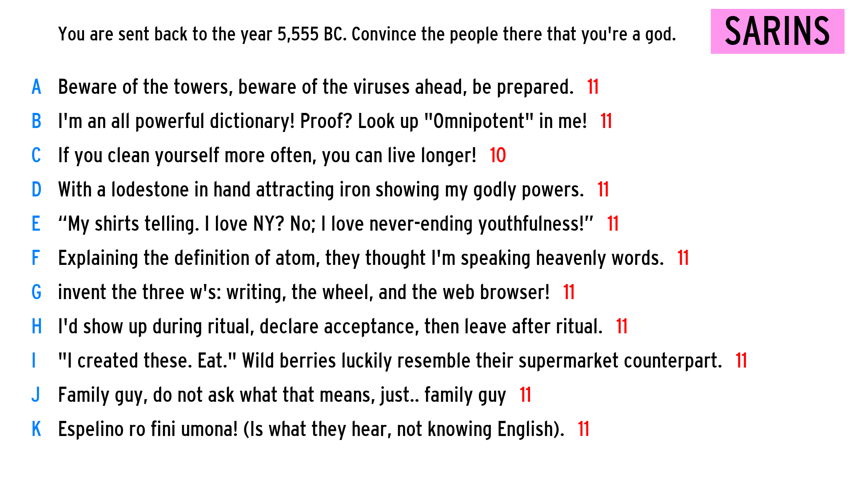 You are sent back to the year 5,555 BC. Convince the people there that you're a god.
SARINS
A Beware of the towers, beware of the viruses ahead, be prepared. 11
B I'm an all powerful dictionary! Proof? Look up "Omnipotent" in me! 11
C If you clean yourself more often, you can live longer! 10
D With a lodestone in hand attracting iron showing my godly powers. 11
E “My shirts telling. I love NY? No; I love never-ending youthfulness!” 11
F Explaining the definition of atom, they thought I'm speaking heavenly words. 11
G invent the three w's: writing, the wheel, and the web browser! 11
H I'd show up during ritual, declare acceptance, then leave after ritual. 11
I "I created these. Eat." Wild berries luckily resemble their supermarket counterpart. 11
J Family guy, do not ask what that means, just.. family guy 11
K Espelino ro fini umona! (Is what they hear, not knowing English). 11